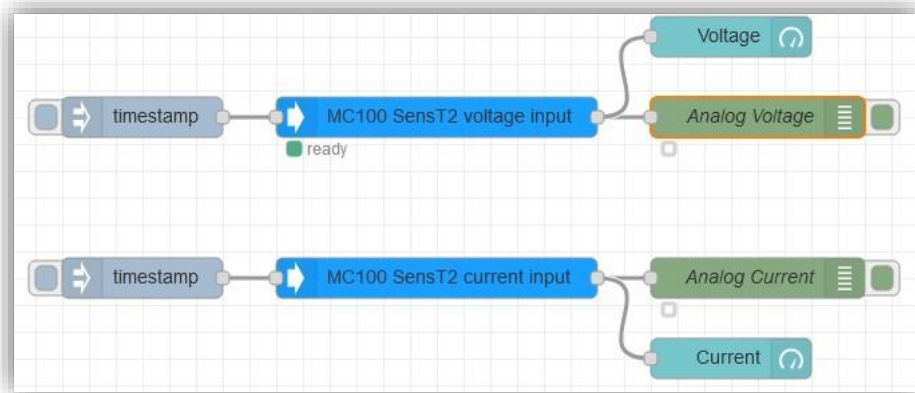 Voltage
timestamp
MC100 SensT2 voltage input
Analog Voltage
ready
timestamp
MC100 SensT2 current input
Analog Current
Current